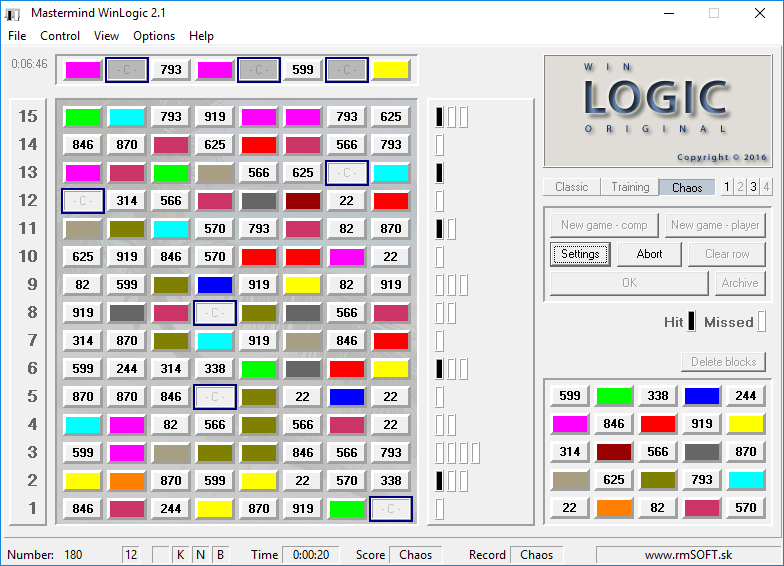 Mastermind WinLogic 2.1
File Control View Options Help
0:06:46 - C - 793 - C - 599 - C -
15 793 919 793 625
14 846 870 625 566 793
13 566 625 - C -
12 - C - 314 566 22
11 570 793 82 870
10 625 919 846 570 22
9 82 599 919 82 919
8 919 - C - 566
7 314 870 919 846
6 599 244 314 338
5 870 870 846 - C - 22 22
4 82 566 566 22
3 599 846 566 793
2 870 599 22 570 338
1 846 244 870 919 - C -
WIN
LOGIC
ORIGINAL
Copyright © 2016
Classic Training Chaos 1 2 3 4
New game - comp New game - player
Settings Abort Clear row
OK Archive
Hit Missed
Delete blocks
599 338 244
846 919
314 566 870
625 793
22 82 570
Number: 180 12 K N B Time 0:00:20 Score Chaos Record Chaos www.rmSOFT.sk